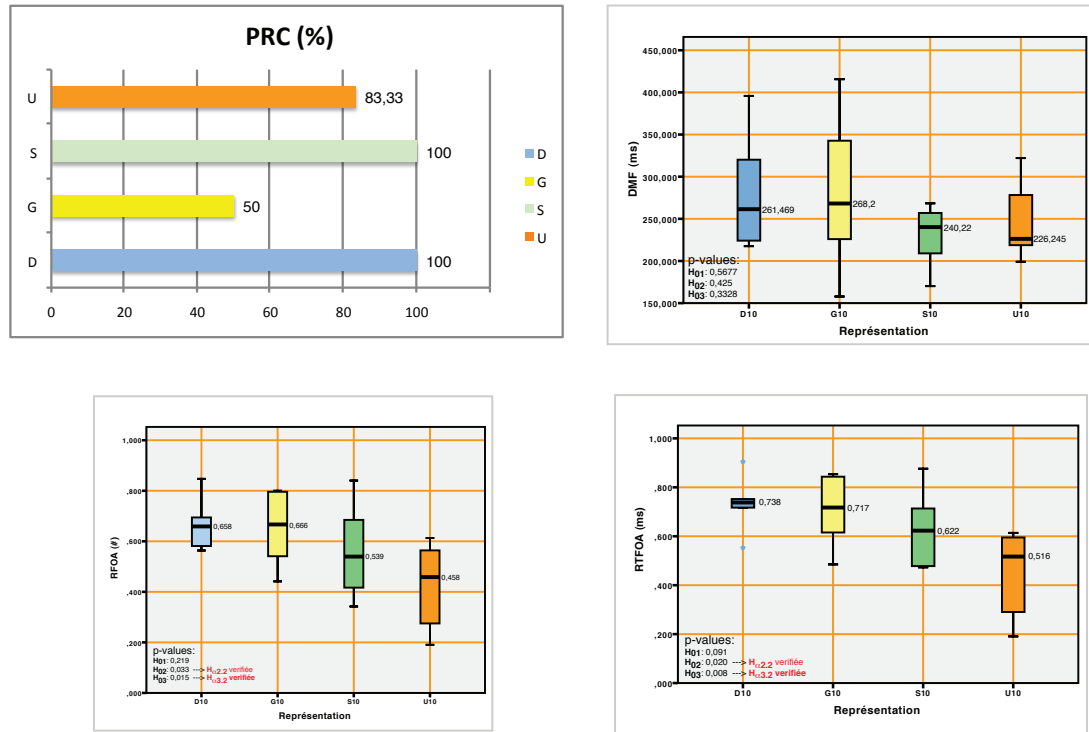 PRC (%)
U
83,33
S
100
G
50
D
100
0 20 40 60 80 100
D
G
S
U
450,000
400,000
350,000
300,000
250,000
200,000
150,000
DMF (ms)
261,469
268,2
240,22
226,245
p-values:
H01: 0,5677
H02: 0,425
H03: 0,3328
D10 G10 S10 U10
Représentation
1,000
,800
,600
,400
,200
,000
RFOA (#)
0,658
0,666
0,539
0,458
p-values:
H01: 0,219
H02: 0,033 ---> Hα2.2 verifiée
H03: 0,015 ---> Hα3.2 verifiée
D10 G10 S10 U10
Représentation
1,000
,800
,600
,400
,200
,000
RTFOA (ms)
0,738
0,717
0,622
0,516
p-values:
H01: 0,091
H02: 0,020 ---> Hα2.2 verifiée
H03: 0,008 ---> Hα3.2 verifiée
D10 G10 S10 U10
Représentation